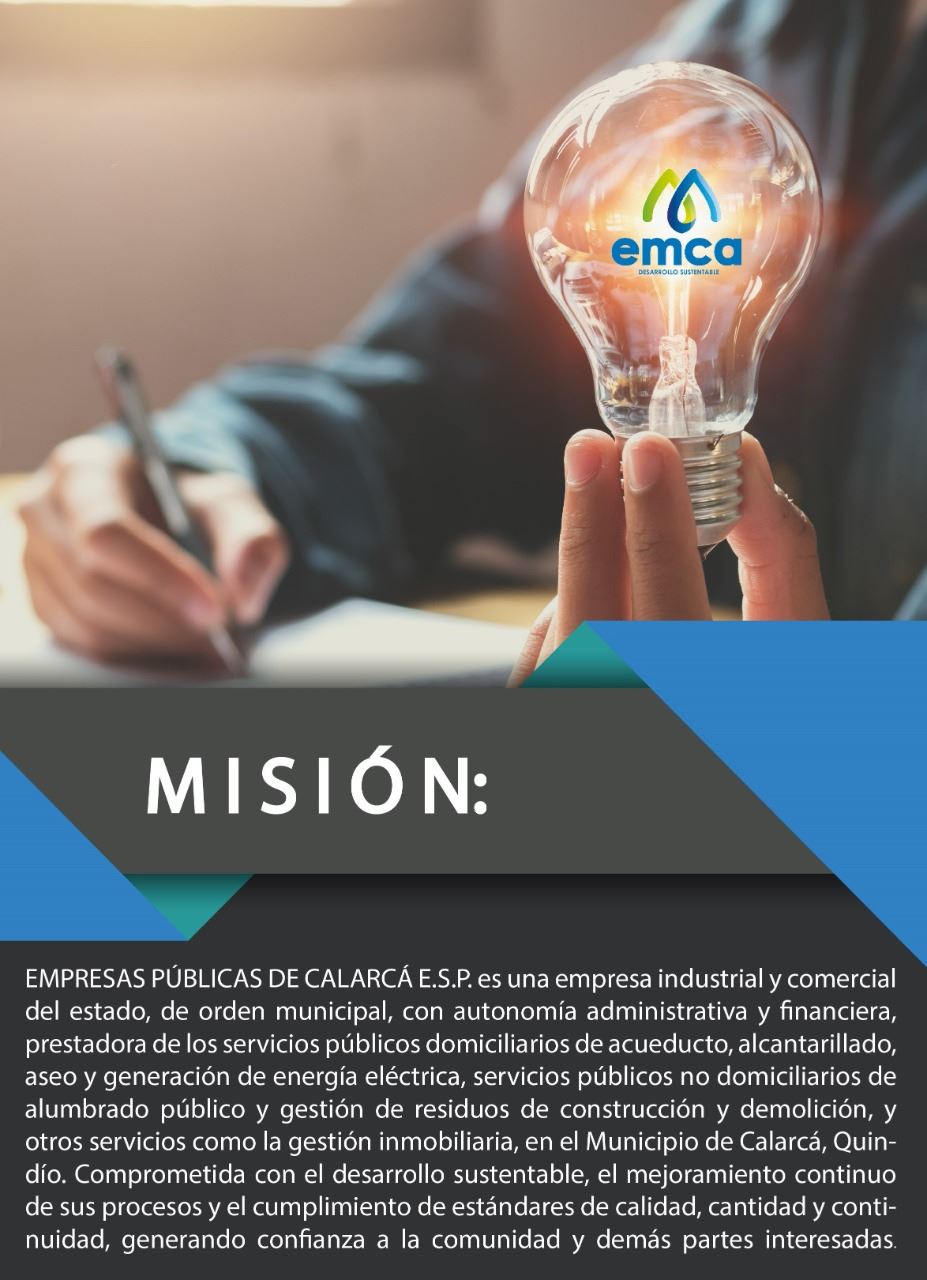 emca
DESARROLLO SUSTENTABLE
MISIÓN:
EMPRESAS PÚBLICAS DE CALARCÁ E.S.P. es una empresa industrial y comercial
del estado, de orden municipal, con autonomía administrativa y financiera,
prestadora de los servicios públicos domiciliarios de acueducto, alcantarillado,
aseo y generación de energía eléctrica, servicios públicos no domiciliarios de
alumbrado público y gestión de residuos de construcción y demolición, y
otros servicios como la gestión inmobiliaria, en el Municipio de Calarcá, Quin-
dío. Comprometida con el desarrollo sustentable, el mejoramiento continuo
de sus procesos y el cumplimiento de estándares de calidad, cantidad y conti-
nuidad, generando confianza a la comunidad y demás partes interesadas.